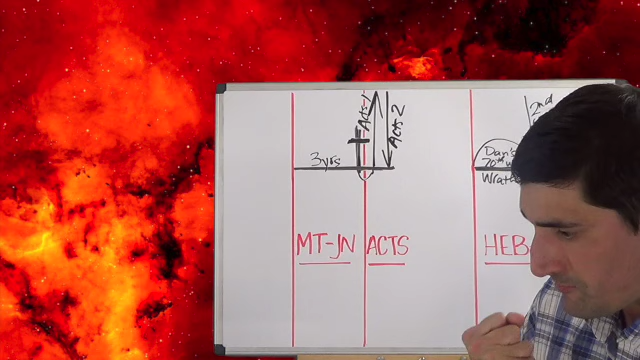 3yrs
Acts 1
Acts 2
MT-JN
ACTS
2nd
Dan's
70th
Wrath
HEB